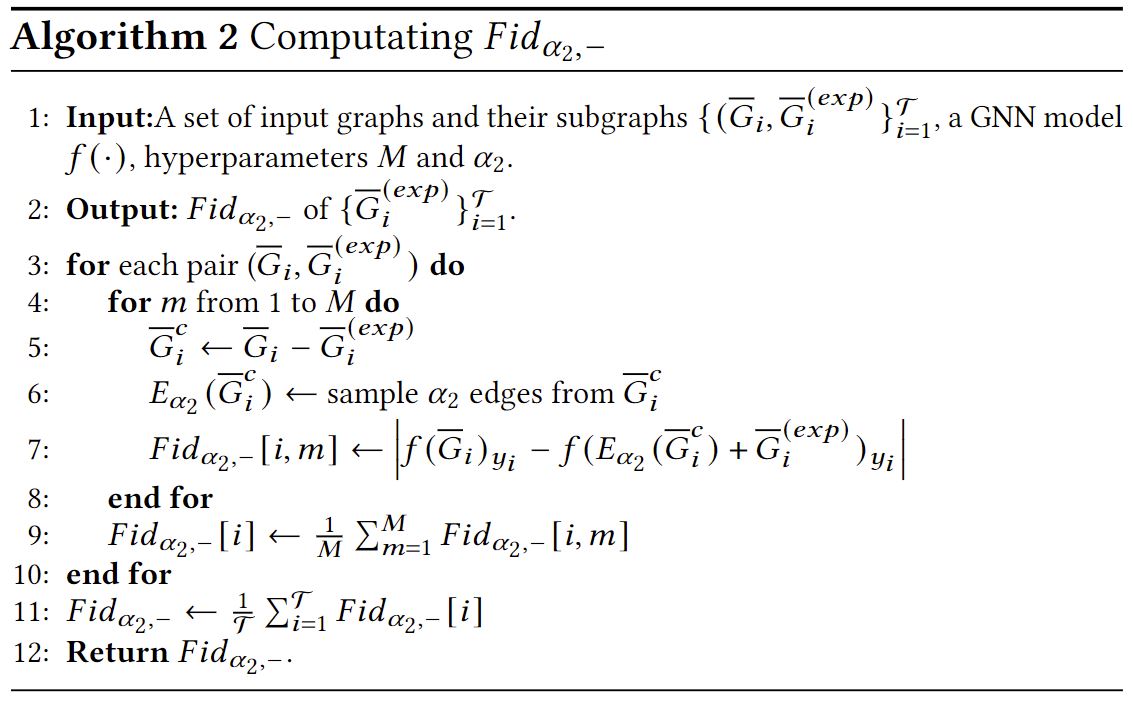 Algorithm 2 Computating $Fid_{\alpha_2,-}$
1: Input:A set of input graphs and their subgraphs $\{(\overline{G}_i, \overline{G}_i^{(exp)}\}_{i=1}^{\mathcal{T}}$, a GNN model
$f(\cdot)$, hyperparameters $M$ and $\alpha_2$.
2: Output: $Fid_{\alpha_2,-}$ of $\{\overline{G}_i^{(exp)}\}_{i=1}^{\mathcal{T}}$.
3: for each pair $(\overline{G}_i, \overline{G}_i^{(exp)})$ do
4: for $m$ from 1 to $M$ do
5: $\overline{G}_i^c \leftarrow \overline{G}_i - \overline{G}_i^{(exp)}$
6: $E_{\alpha_2}(\overline{G}_i^c) \leftarrow$ sample $\alpha_2$ edges from $\overline{G}_i^c$
7: $Fid_{\alpha_2,-}[i, m] \leftarrow \left| f(\overline{G}_i)_{y_i} - f(E_{\alpha_2}(\overline{G}_i^c) + \overline{G}_i^{(exp)})_{y_i} \right|$
8: end for
9: $Fid_{\alpha_2,-}[i] \leftarrow \frac{1}{M} \sum_{m=1}^{M} Fid_{\alpha_2,-}[i, m]$
10: end for
11: $Fid_{\alpha_2,-} \leftarrow \frac{1}{\mathcal{T}} \sum_{i=1}^{\mathcal{T}} Fid_{\alpha_2,-}[i]$
12: Return $Fid_{\alpha_2,-}$.